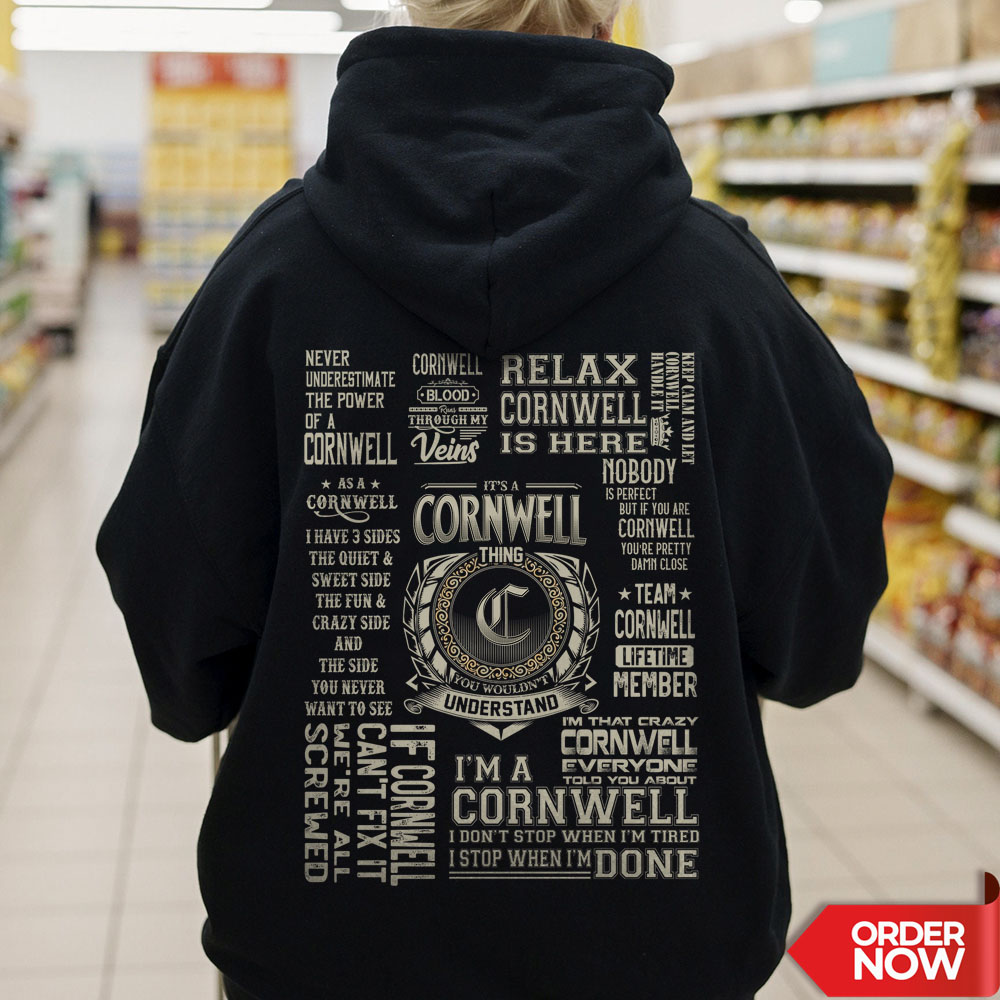 NEVER
UNDERESTIMATE
THE POWER
OF A
CORNWELL
CORNWELL
BLOOD
Runs
THROUGH MY
Veins
RELAX
CORNWELL
IS HERE
KEEP CALM AND LET
CORNWELL
HANDLE IT
★ AS A ★
CORNWELL
I HAVE 3 SIDES
THE QUIET &
SWEET SIDE
THE FUN &
CRAZY SIDE
AND
THE SIDE
YOU NEVER
WANT TO SEE
IT'S A
CORNWELL
THING
C
YOU WOULDN'T
UNDERSTAND
NOBODY
IS PERFECT
BUT IF YOU ARE
CORNWELL
YOU'RE PRETTY
DAMN CLOSE
★ TEAM ★
CORNWELL
LIFETIME
MEMBER
IF CORNWELL
CAN'T FIX IT
WE'RE ALL
SCREWED
IM THAT CRAZY
CORNWELL
EVERYONE
TOLD YOU ABOUT
I'M A
CORNWELL
I DON'T STOP WHEN I'M TIRED
I STOP WHEN I'M DONE
ORDER
NOW